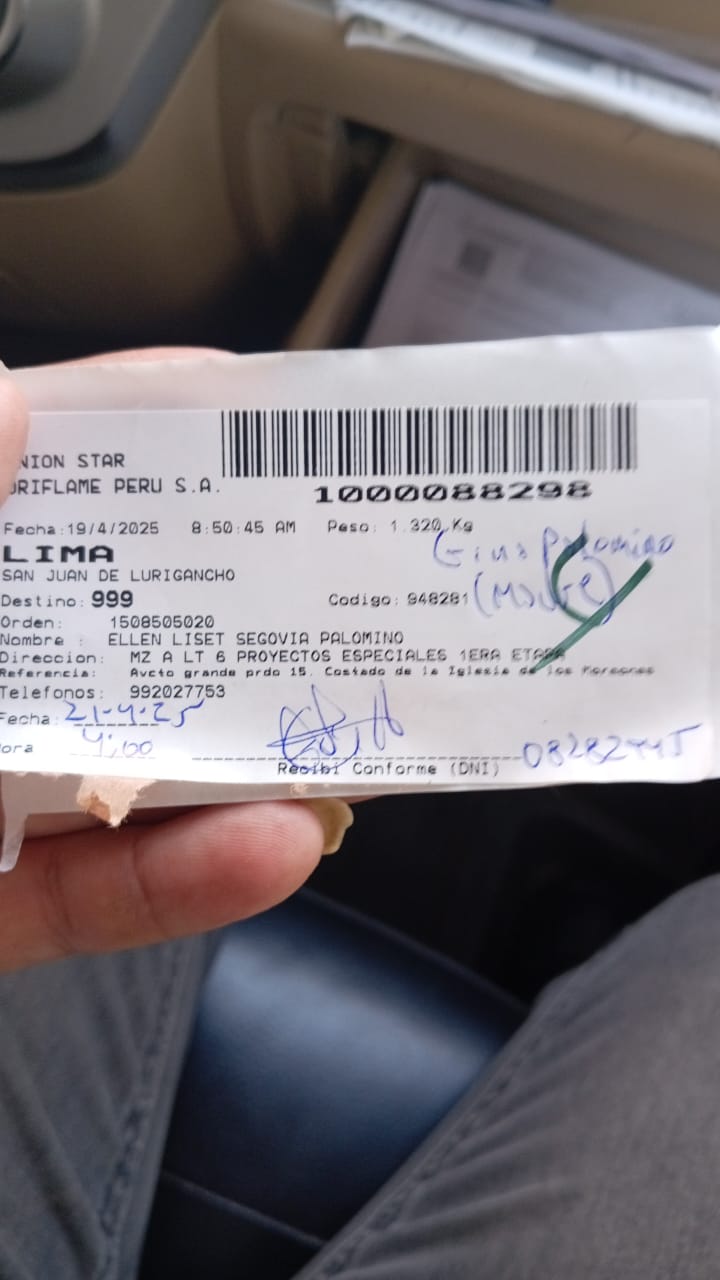 NION STAR
ORIFLAME PERU S.A.
1000088298
Fecha:19/4/2025 8:50:45 AM Peso: 1.320 Kg
LIMA
Palomino
SAN JUAN DE LURIGANCHO
Destino: 999 Codigo: 948281
Orden: 1508505020
Nombre : ELLEN LISET SEGOVIA PALOMINO
Direccion: MZ A LT 6 PROYECTOS ESPECIALES 1ERA ETAPA
Referencia: Avcto grande prdo 15. Costado de la Iglesia de los Mormones
Telefonos: 992027753
Fecha: 21-4-25
ora 4:00
Recibi Conforme (DNI)